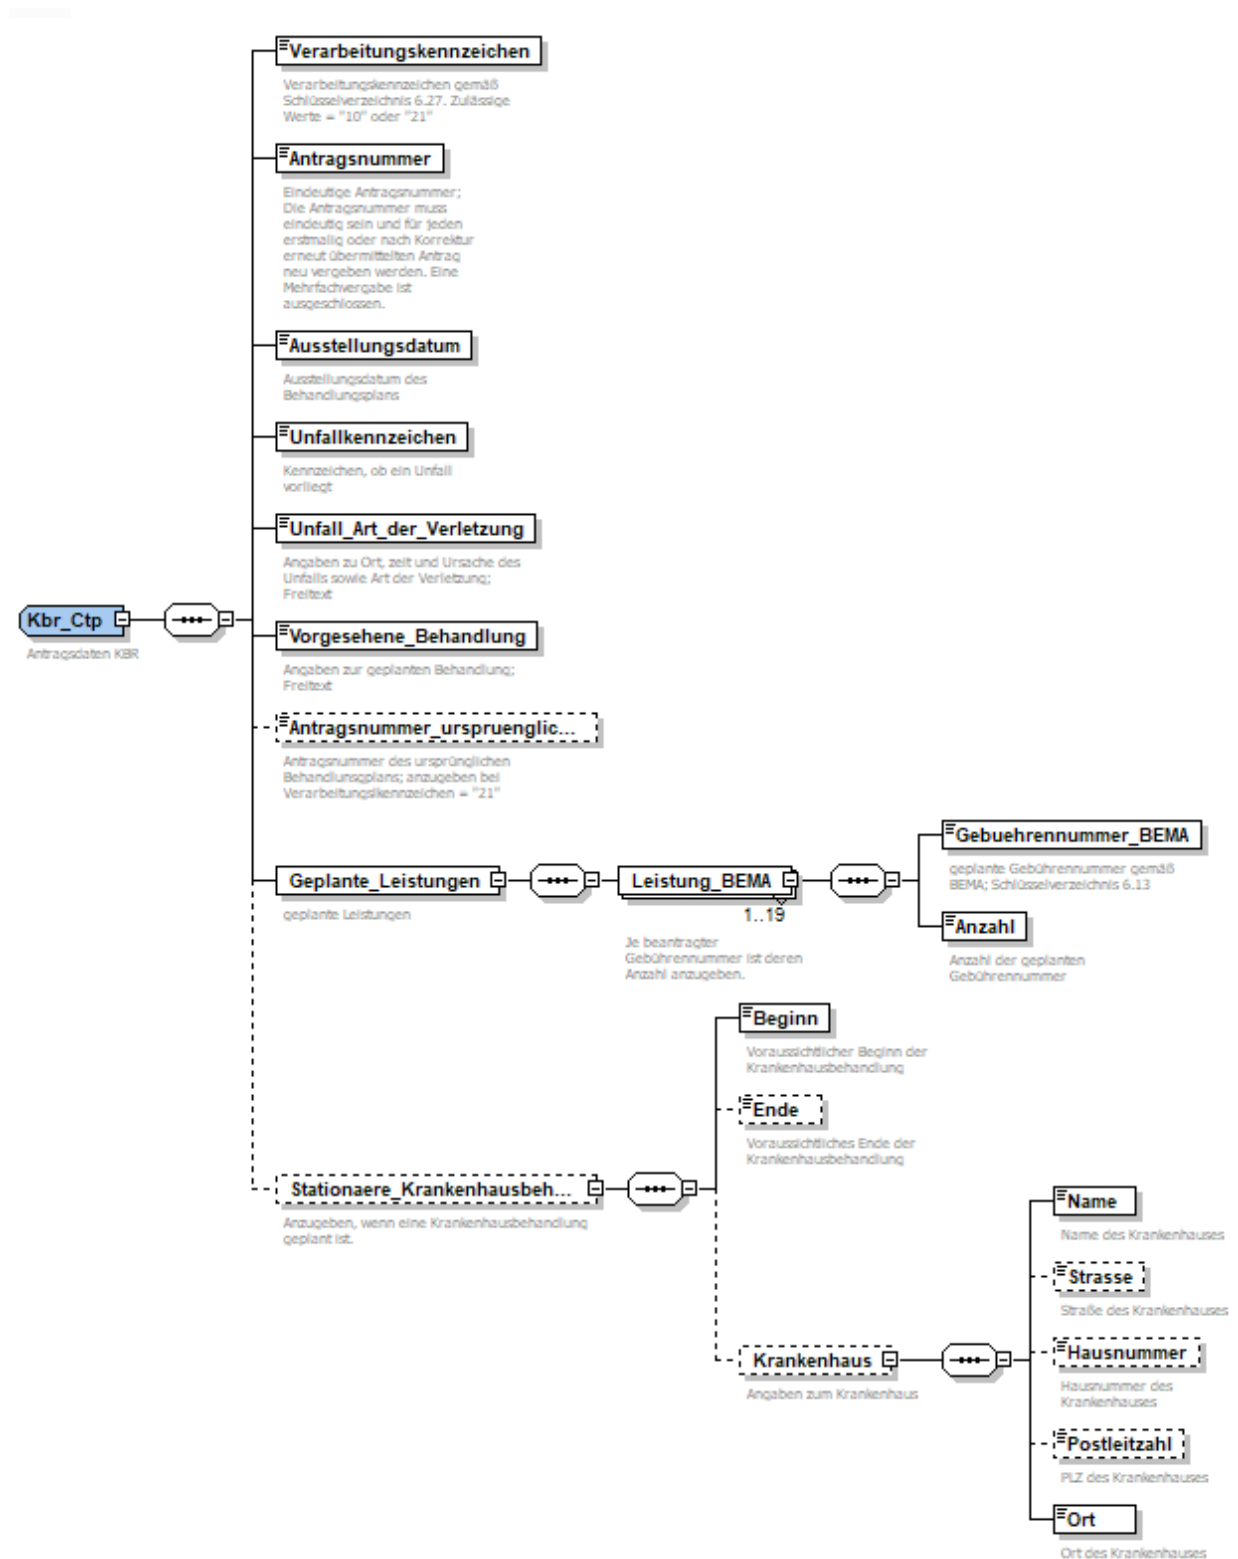 Verarbeitungskennzeichen
Verarbeitungskennzeichen gemäß
Schlüsselverzeichnis 6.27. Zulässige
Werte = "10" oder "21"
Antragsnummer
Eindeutige Antragsnummer;
Die Antragsnummer muss
eindeutig sein und für jeden
erstmalig oder nach Korrektur
erneut übermittelten Antrag
neu vergeben werden. Eine
Mehrfachvergabe ist
ausgeschlossen.
Ausstellungsdatum
Ausstellungsdatum des
Behandlungsplans
Unfallkennzeichen
Kennzeichen, ob ein Unfall
vorliegt
Unfall_Art_der_Verletzung
Angaben zu Ort, zeit und Ursache des
Unfalls sowie Art der Verletzung;
Freitext
Kbr_Ctp
Antragsdaten KBR
Vorgesehene_Behandlung
Angaben zur geplanten Behandlung;
Freitext
Antragsnummer_urspruenglic...
Antragsnummer des ursprünglichen
Behandlunsgplans; anzugeben bei
Verarbeitungslkennzeichen = "21"
Geplante_Leistungen
geplante Leistungen
Leistung_BEMA
1..19
Je beantragter
Gebührennummer ist deren
Anzahl anzugeben.
Gebuehrennummer_BEMA
geplante Gebührennummer gemäß
BEMA; Schlüsselverzeichnis 6.13
Anzahl
Anzahl der geplanten
Gebührennummer
Stationaere_Krankenhausbeh...
Anzugeben, wenn eine Krankenhausbehandlung
geplant ist.
Beginn
Voraussichtlicher Beginn der
Krankenhausbehandlung
Ende
Voraussichtliches Ende der
Krankenhausbehandlung
Krankenhaus
Angaben zum Krankenhaus
Name
Name des Krankenhauses
Strasse
Straße des Krankenhauses
Hausnummer
Hausnummer des
Krankenhauses
Postleitzahl
PLZ des Krankenhauses
Ort
Ort des Krankenhauses